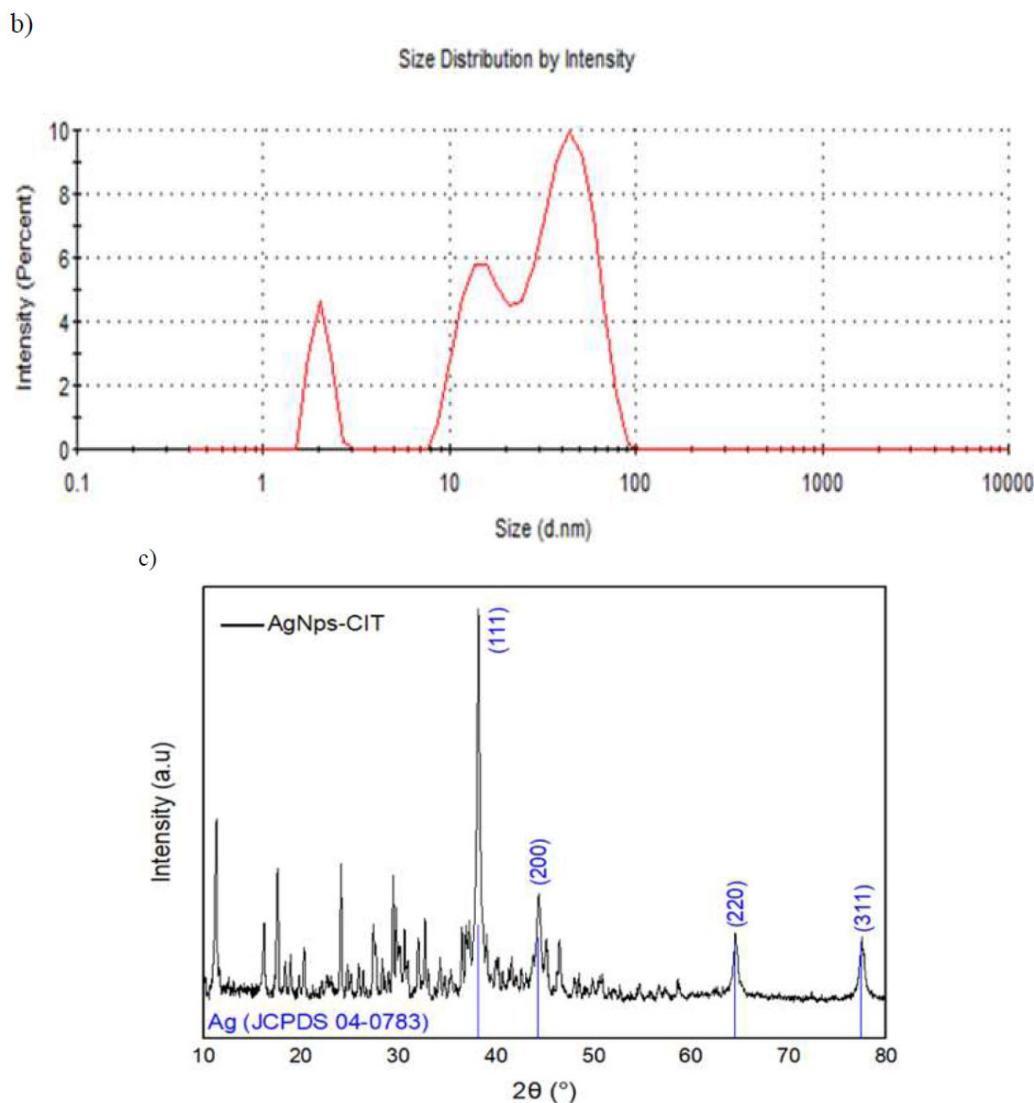 b)
Size Distribution by Intensity
Intensity (Percent)
10
8
6
4
2
0
0.1 1 10 100 1000 10000
Size (d.nm)
c)
AgNps-CIT
(111)
(200)
(220)
(311)
Intensity (a.u)
Ag (JCPDS 04-0783)
10 20 30 40 50 60 70 80
2θ (°)